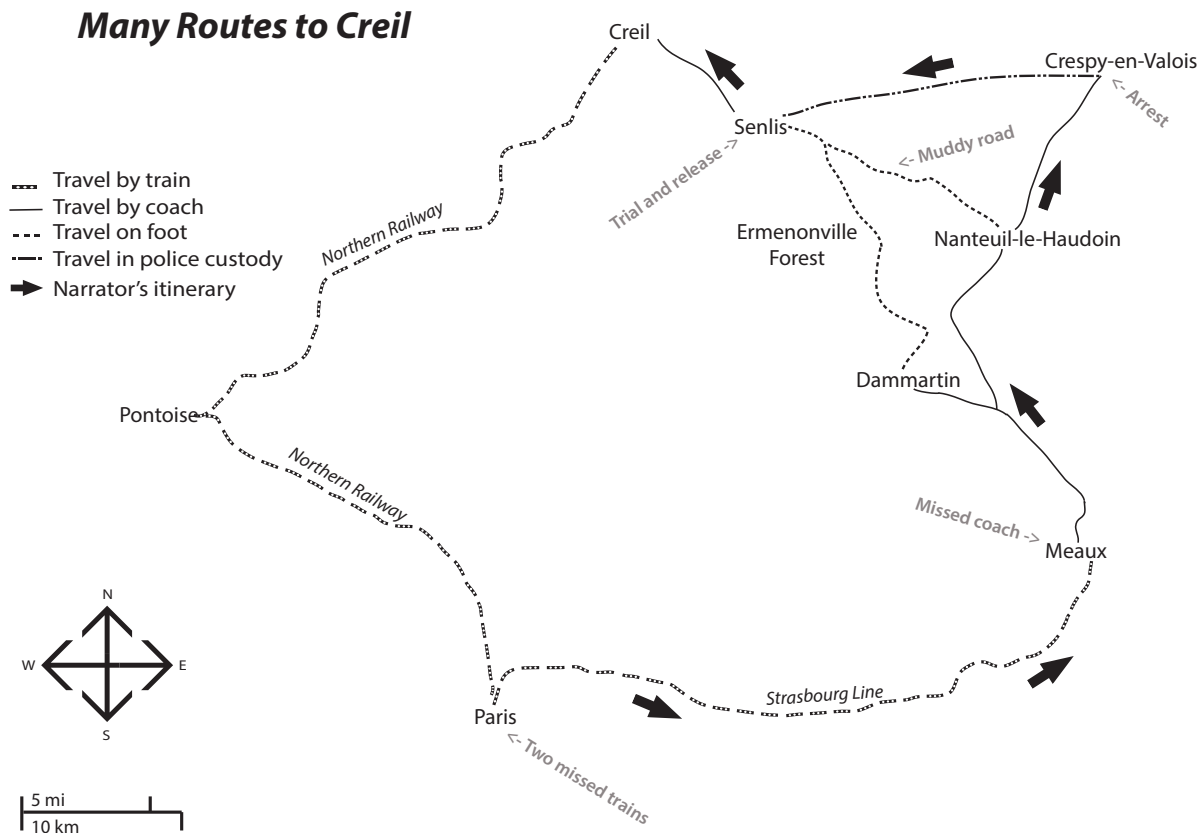 Many Routes to Creil
Creil
Crespy-en-Valois
<- Arrest
Senlis
<- Muddy road
Trial and release ->
Travel by train
Travel by coach
Travel on foot
Travel in police custody
Narrator's itinerary
Northern Railway
Ermenonville
Forest
Nanteuil-le-Haudoin
Dammartin
Pontoise
Northern Railway
Missed coach ->
Meaux
N
W
E
S
Strasbourg Line
Paris
<- Two missed trains
5 mi
10 km